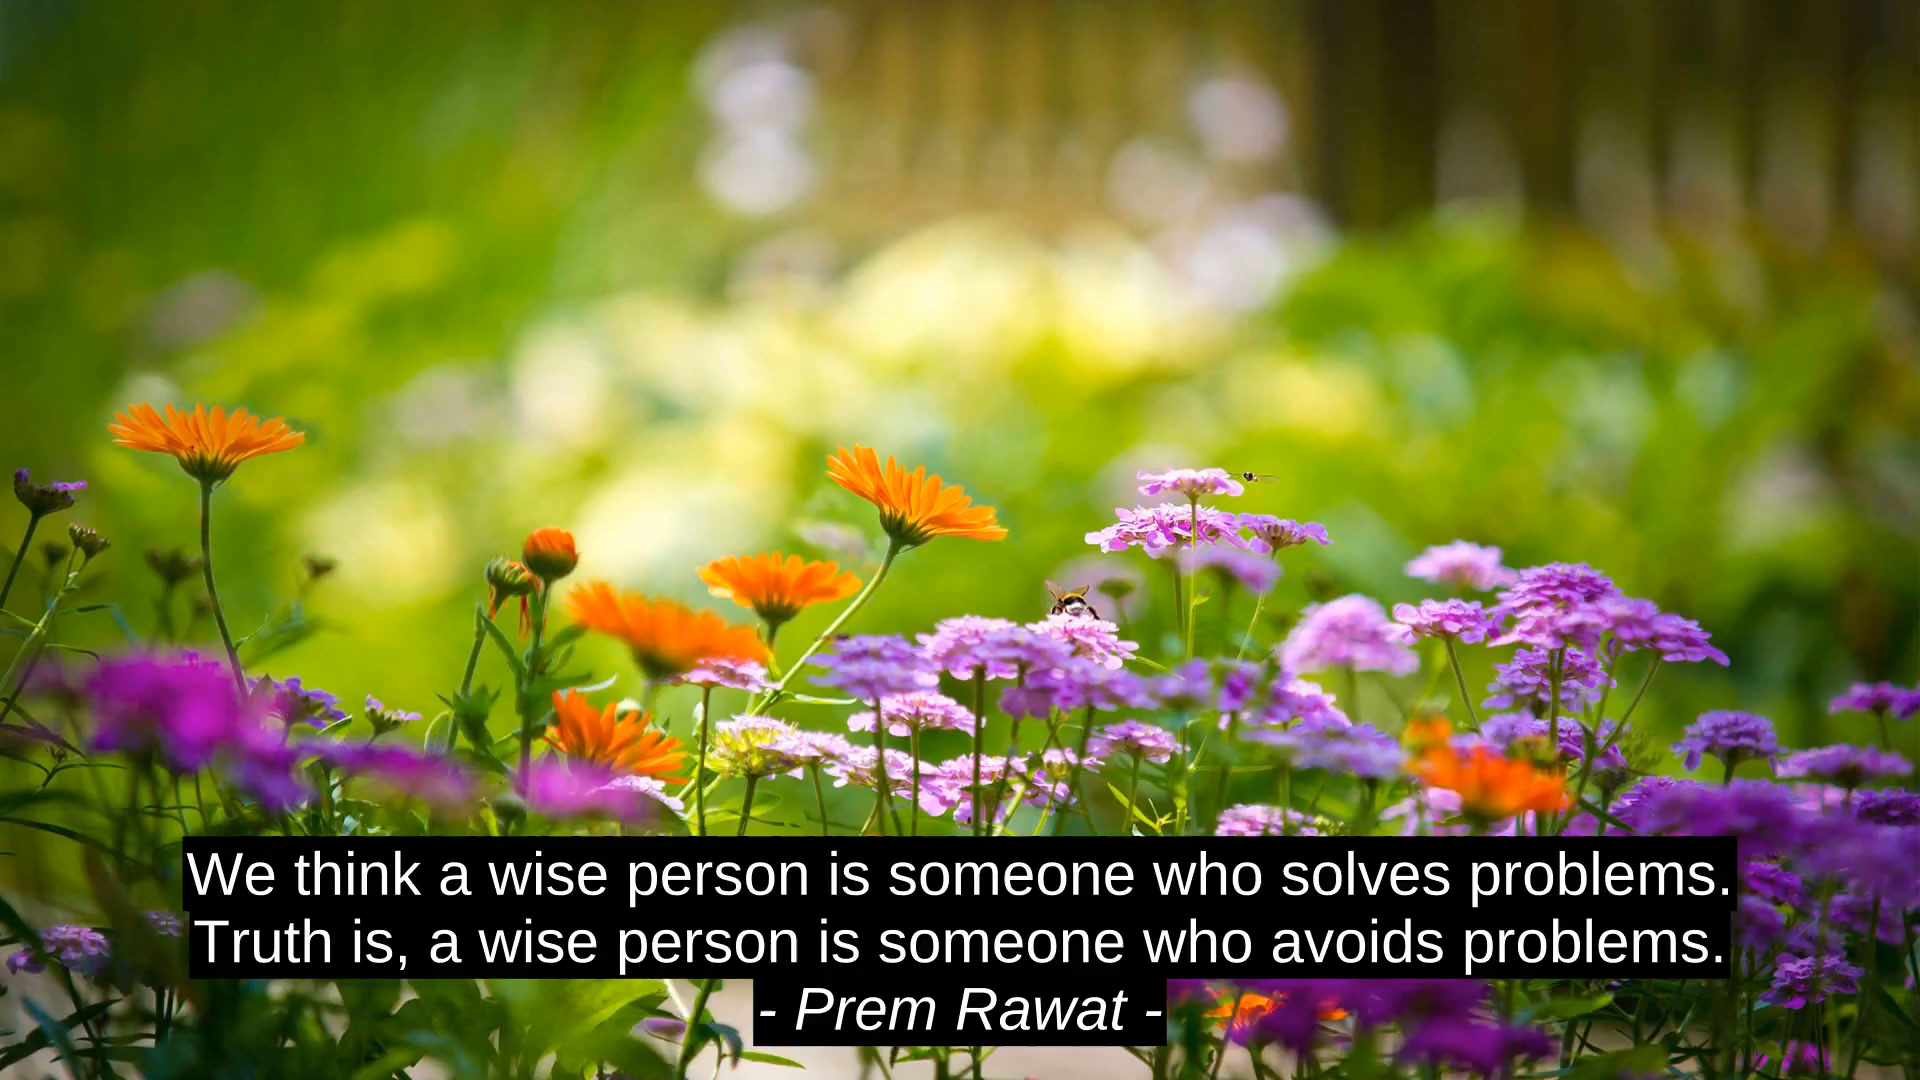 We think a wise person is someone who solves problems.
Truth is, a wise person is someone who avoids problems.
- Prem Rawat -